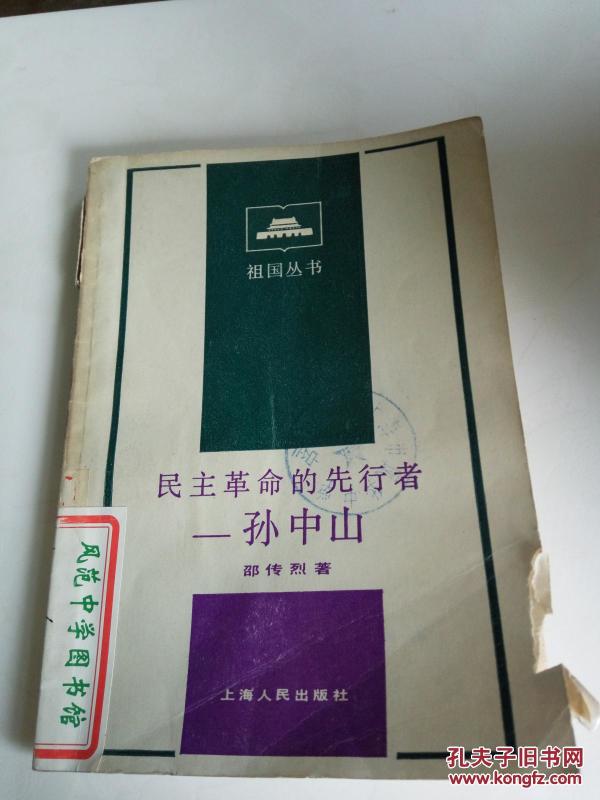 祖国丛书
民主革命的先行者
—孙中山
邵传烈著
上海人民出版社
风范中学图书馆
孔夫子旧书网
www.kongfz.com